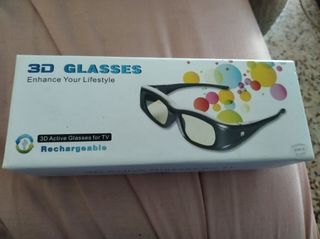 3D GLASSES
Enhance Your Lifestyle
3D Active Glasses for TV
Rechargeable